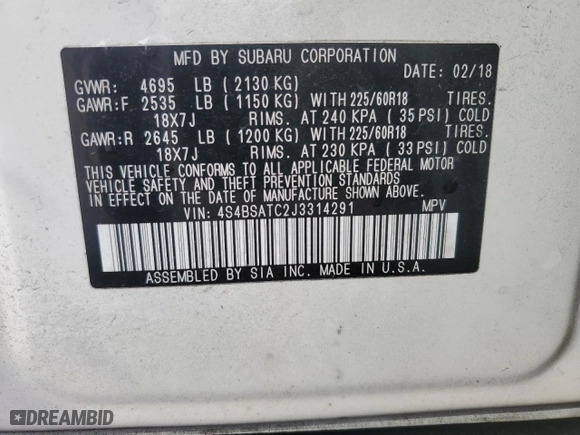 MFD BY SUBARU CORPORATION
DATE: 02/18
GVWR: 4695 LB ( 2130 KG)
GAWR:F 2535 LB ( 1150 KG) WITH 225/60R18 TIRES.
18X7J RIMS. AT 240 KPA ( 35 PSI) COLD
GAWR:R 2645 LB ( 1200 KG) WITH 225/60R18 TIRES.
18X7J RIMS. AT 230 KPA ( 33 PSI) COLD
THIS VEHICLE CONFORMS TO ALL APPLICABLE FEDERAL MOTOR
VEHICLE SAFETY AND THEFT PREVENTION STANDARDS
IN EFFECT ON THE DATE OF MANUFACTURE SHOWN ABOVE.
VIN: 4S4BSATC2J3314291 MPV
ASSEMBLED BY SIA INC. MADE IN U.S.A.
DREAMBID